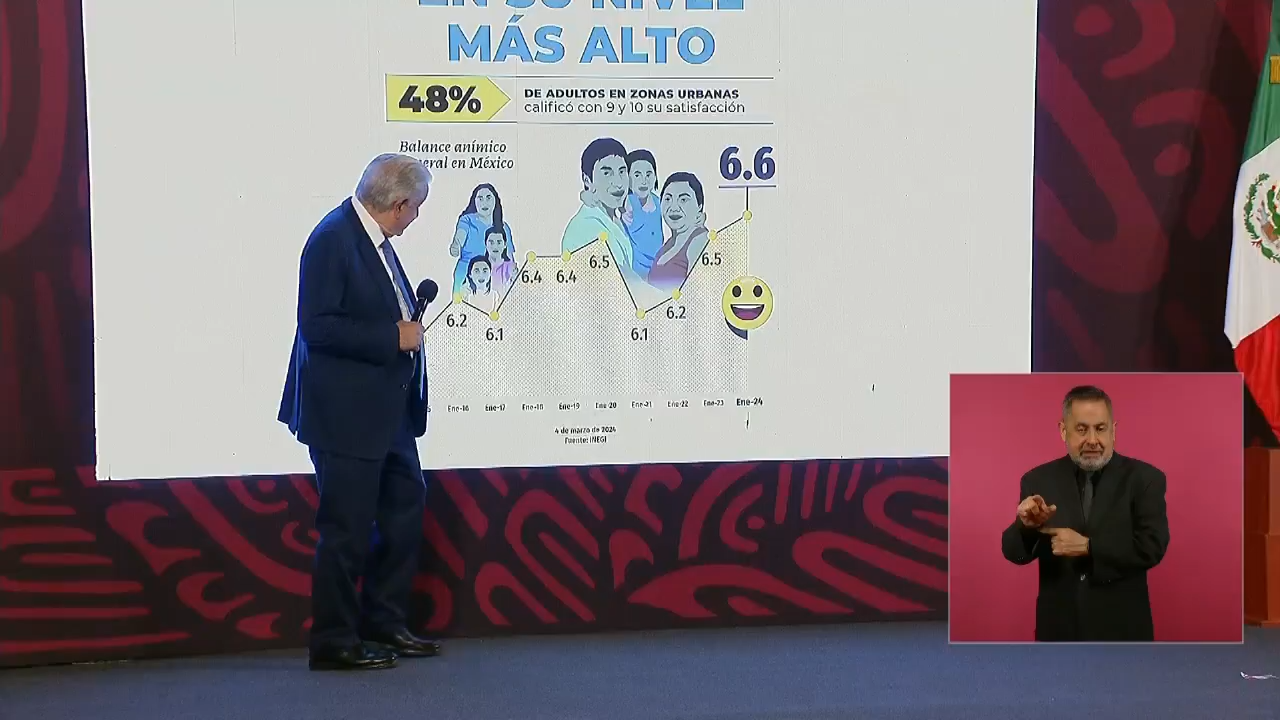 EN SU NIVEL
MÁS ALTO
48%
DE ADULTOS EN ZONAS URBANAS
calificó con 9 y 10 su satisfacción
Balance anímico
en México
6.6
6.4
6.4
6.5
6.5
6.2
6.1
6.1
6.2
Ene-16
Ene-17
Ene-18
Ene-19
Ene-20
Ene-21
Ene-22
Ene-23
Ene-24
4 de marzo de 2024
Fuente: INEGI